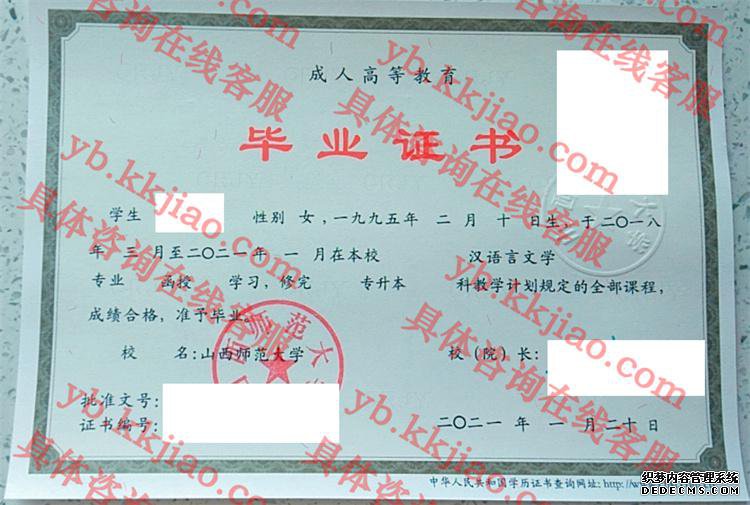 成人高等教育
毕业证书
学生 性别 女,一九九五年 二 月 十 日生,于二〇一八
年 三 月至二〇二一年 一 月在本校 汉语言文学
专业 函授 学习,修完 专升本 科教学计划规定的全部课程,
成绩合格,准予毕业。
校 名:山西师范大学
校(院)长:
批准文号:
证书编号:
二〇二一年 一 月二十日
中华人民共和国学历证书查询网址:http://w
yb.kkjiao.com
具体咨询在线客服
织梦内容管理系统
DEDECMS.COM